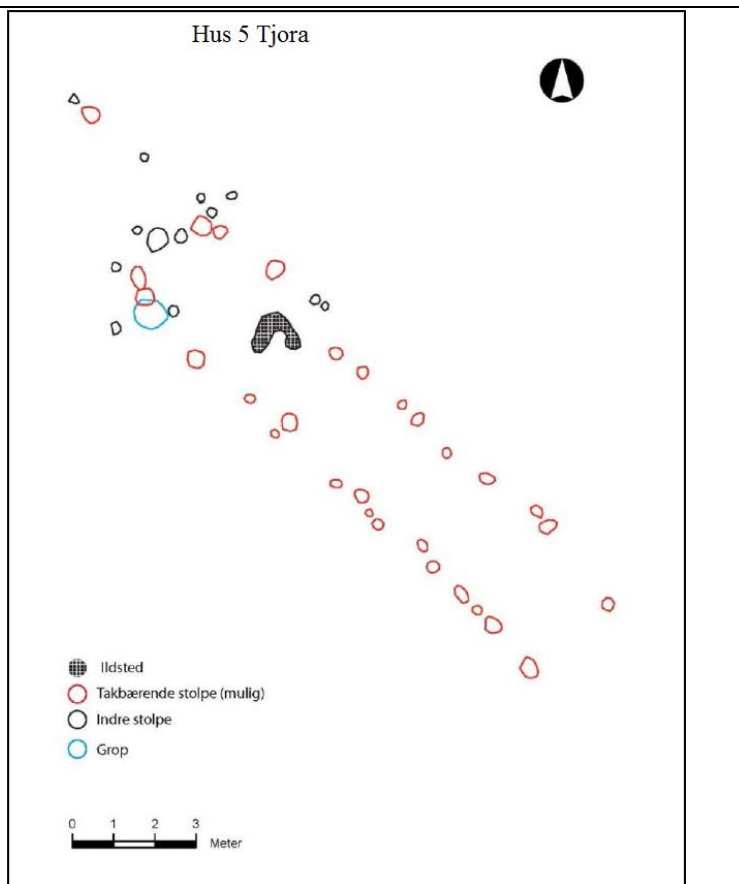 Hus 5 Tjora
Ildsted
Takbærende stolpe (mulig)
Indre stolpe
Grop
0 1 2 3
Meter